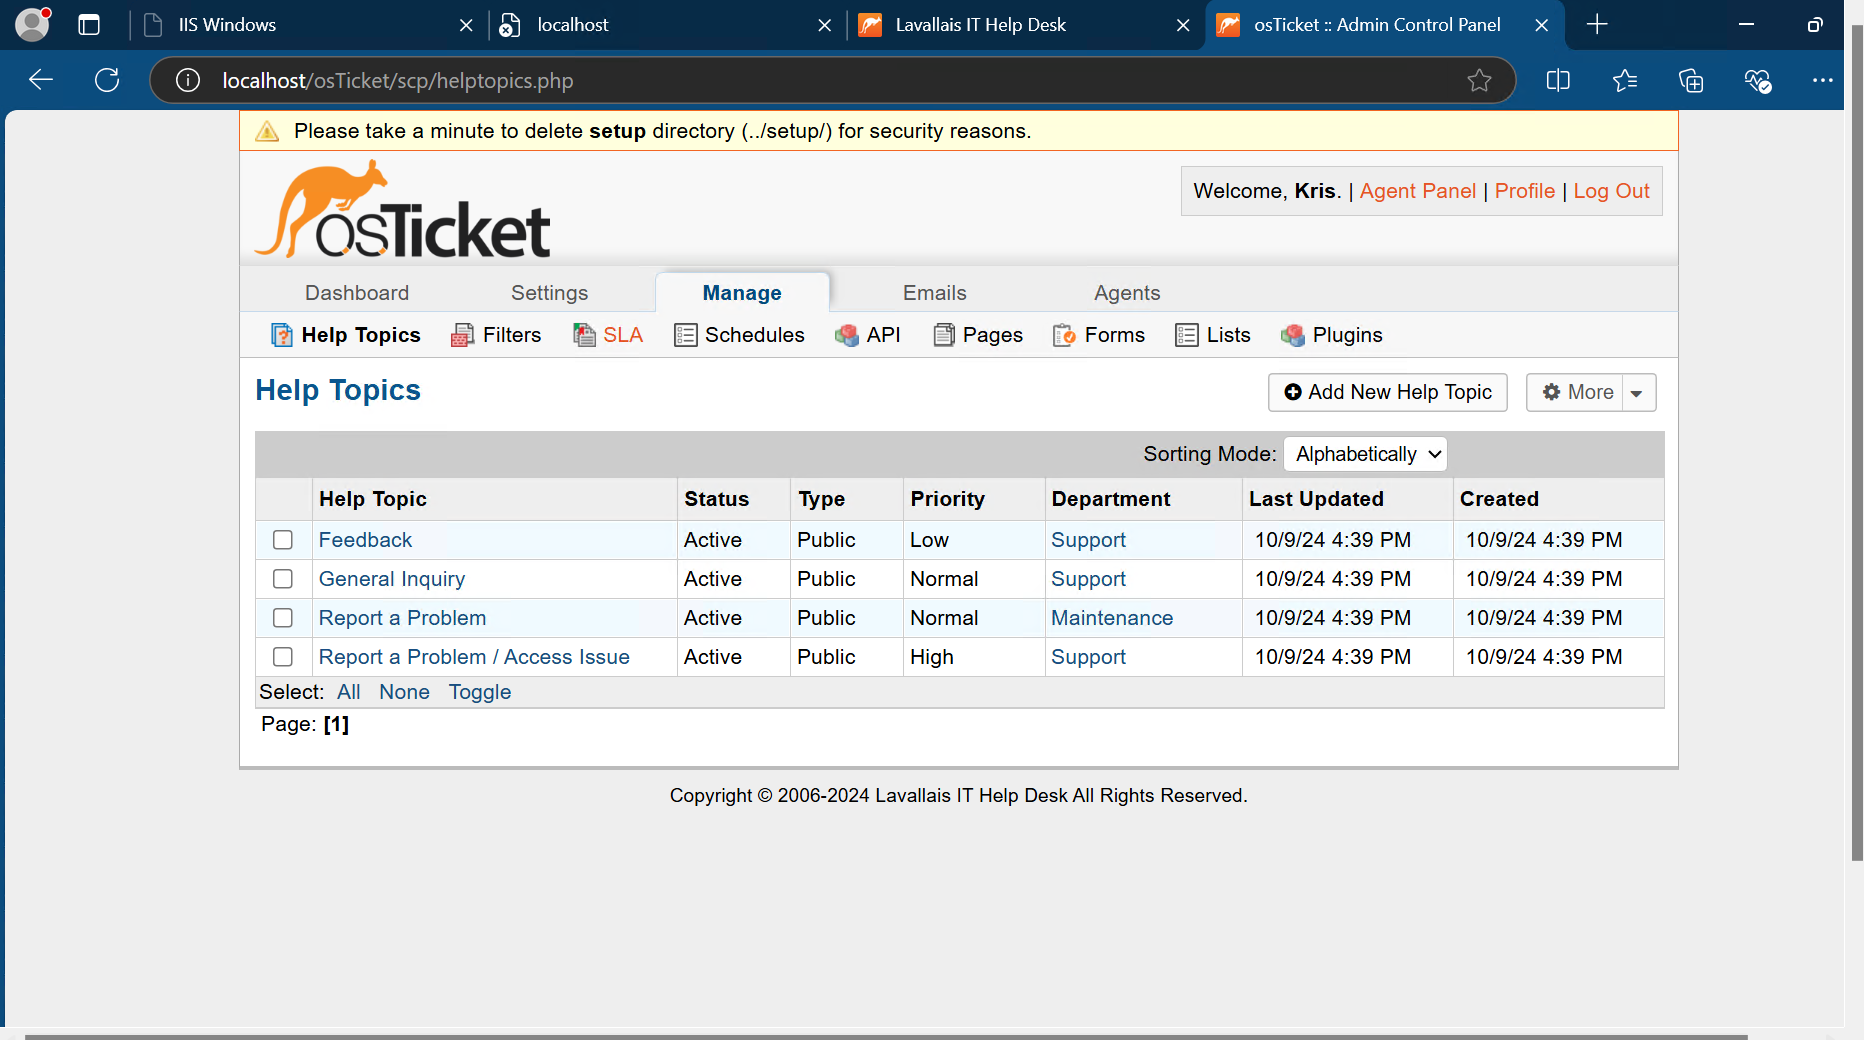 IIS Windows
localhost
Lavallais IT Help Desk
osTicket :: Admin Control Panel
localhost/osTicket/scp/helptopics.php
Please take a minute to delete setup directory (../setup/) for security reasons.
osTicket
Welcome, Kris. | Agent Panel | Profile | Log Out
Dashboard Settings Manage Emails Agents
Help Topics Filters SLA Schedules API Pages Forms Lists Plugins
Help Topics
Add New Help Topic More
Sorting Mode: Alphabetically
Help Topic Status Type Priority Department Last Updated Created
Feedback Active Public Low Support 10/9/24 4:39 PM 10/9/24 4:39 PM
General Inquiry Active Public Normal Support 10/9/24 4:39 PM 10/9/24 4:39 PM
Report a Problem Active Public Normal Maintenance 10/9/24 4:39 PM 10/9/24 4:39 PM
Report a Problem / Access Issue Active Public High Support 10/9/24 4:39 PM 10/9/24 4:39 PM
Select: All None Toggle
Page: [1]
Copyright © 2006-2024 Lavallais IT Help Desk All Rights Reserved.